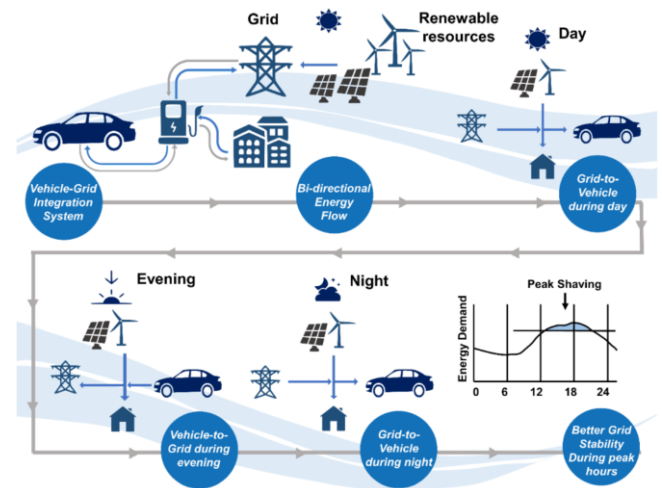 Grid
Renewable
resources
Day
Vehicle-Grid
Integration
System
Bi-directional
Energy
Flow
Grid-to-
Vehicle
during day
Evening
Night
Peak Shaving
Energy Demand
0 6 12 18 24
Vehicle-to-
Grid during
evening
Grid-to-
Vehicle
during night
Better Grid
Stability
During peak
hours